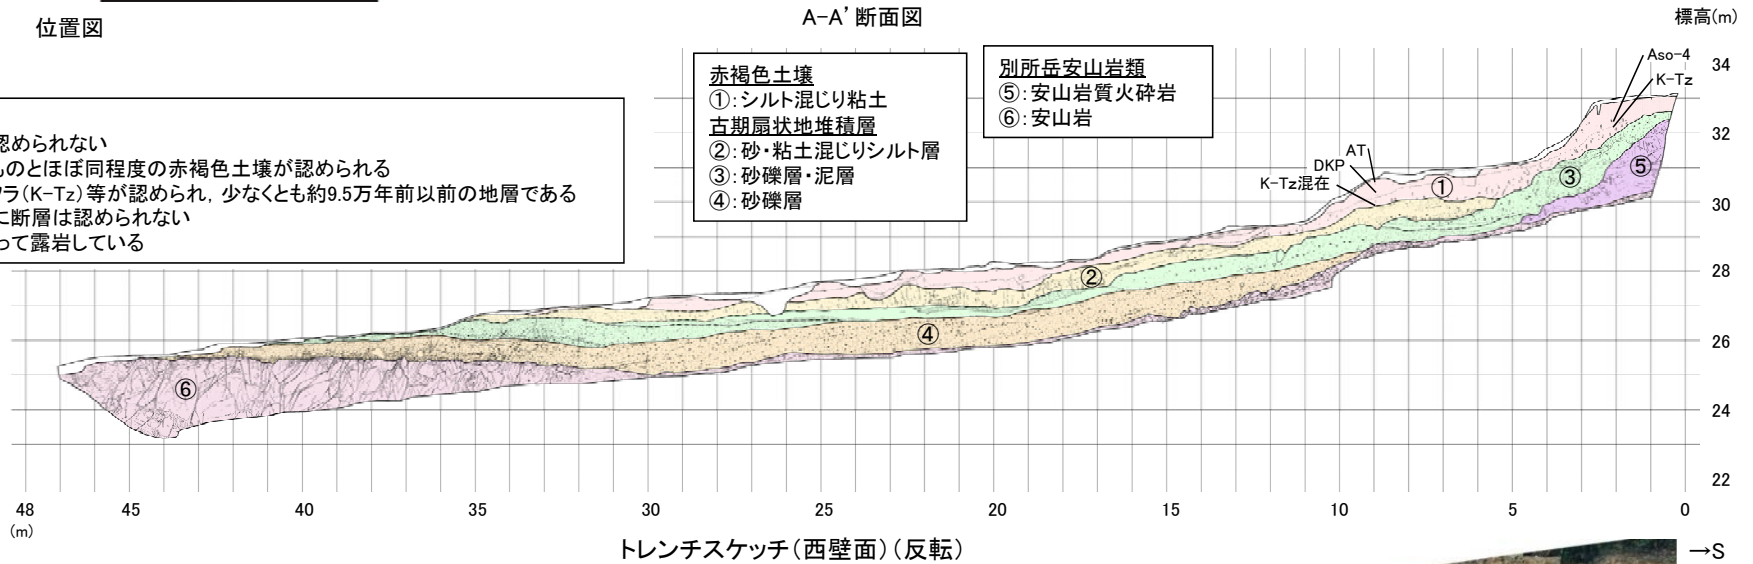 位置図
A-A’断面図
標高(m)
認められない
ものとほぼ同程度の赤褐色土壌が認められる
フラ(K-Tz)等が認められ，少なくとも約9.5万年前以前の地層である
に断層は認められない
って露岩している
赤褐色土壌
①：シルト混じり粘土
古期扇状地堆積層
②：砂・粘土混じりシルト層
③：砂礫層・泥層
④：砂礫層
別所岳安山岩類
⑤：安山岩質火砕岩
⑥：安山岩
Aso-4
K-Tz
AT
DKP
K-Tz混在
①
②
③
④
⑤
⑥
34
32
30
28
26
24
22
48 45 40 35 30 25 20 15 10 5 0
(m)
トレンチスケッチ（西壁面）（反転）
→S